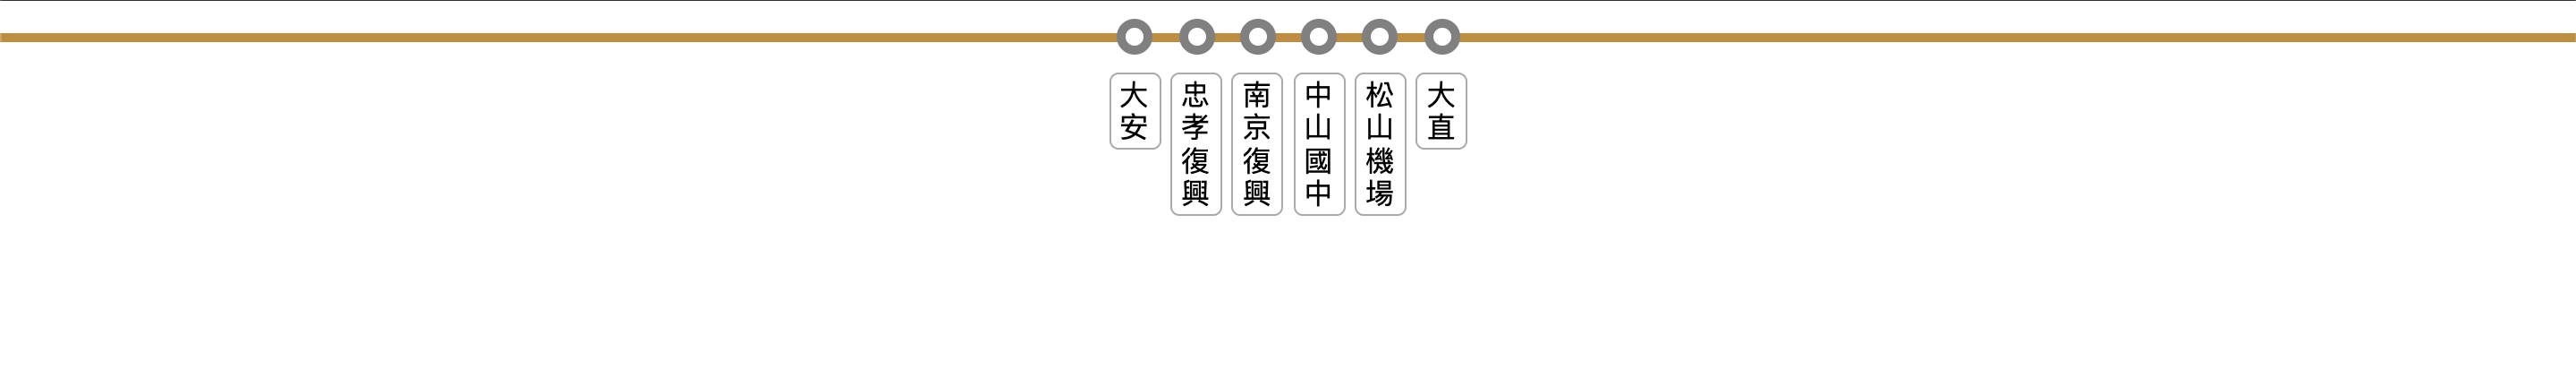 大安
忠孝復興
南京復興
中山國中
松山機場
大直